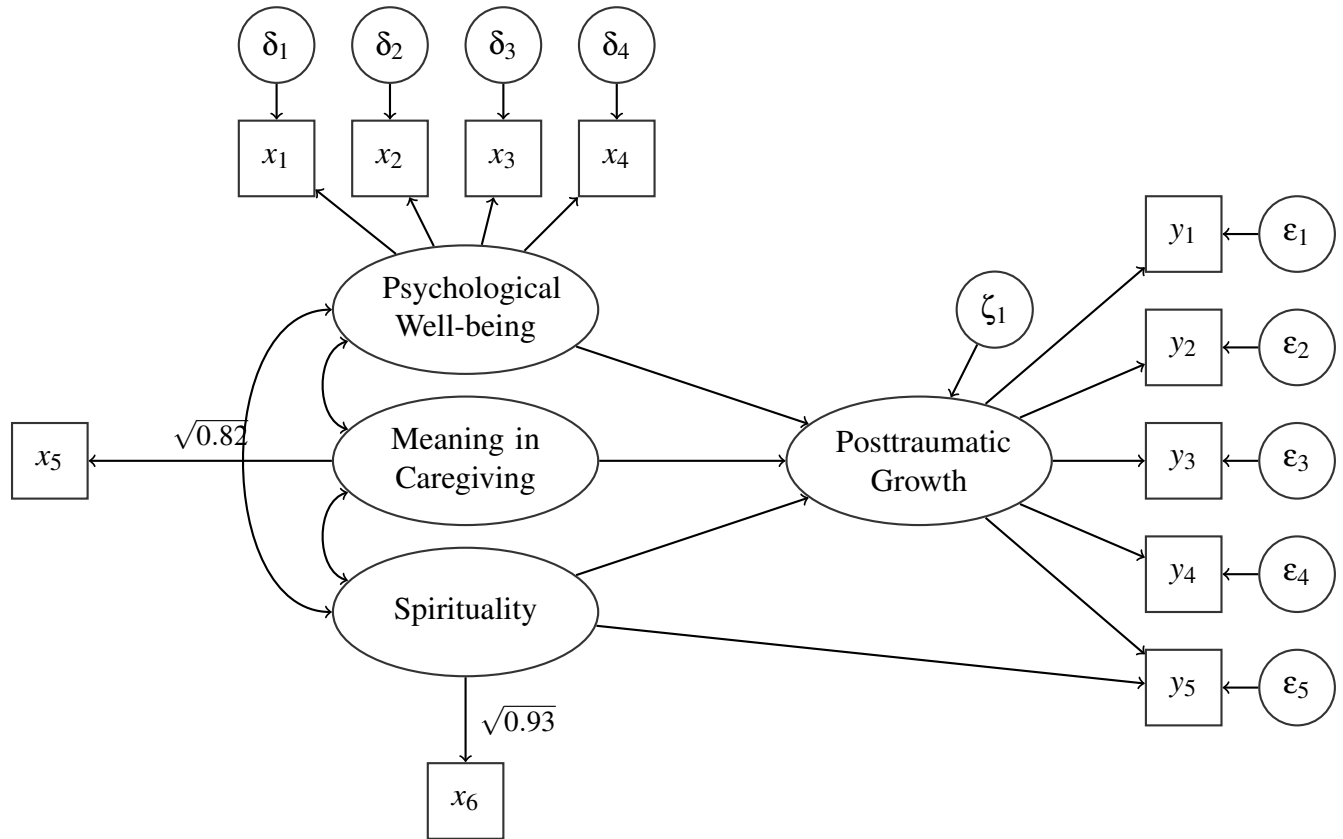 δ1
δ2
δ3
δ4
x1
x2
x3
x4
Psychological
Well-being
y1
ε1
ζ1
y2
ε2
√0.82
x5
Meaning in
Caregiving
Posttraumatic
Growth
y3
ε3
y4
ε4
Spirituality
y5
ε5
√0.93
x6